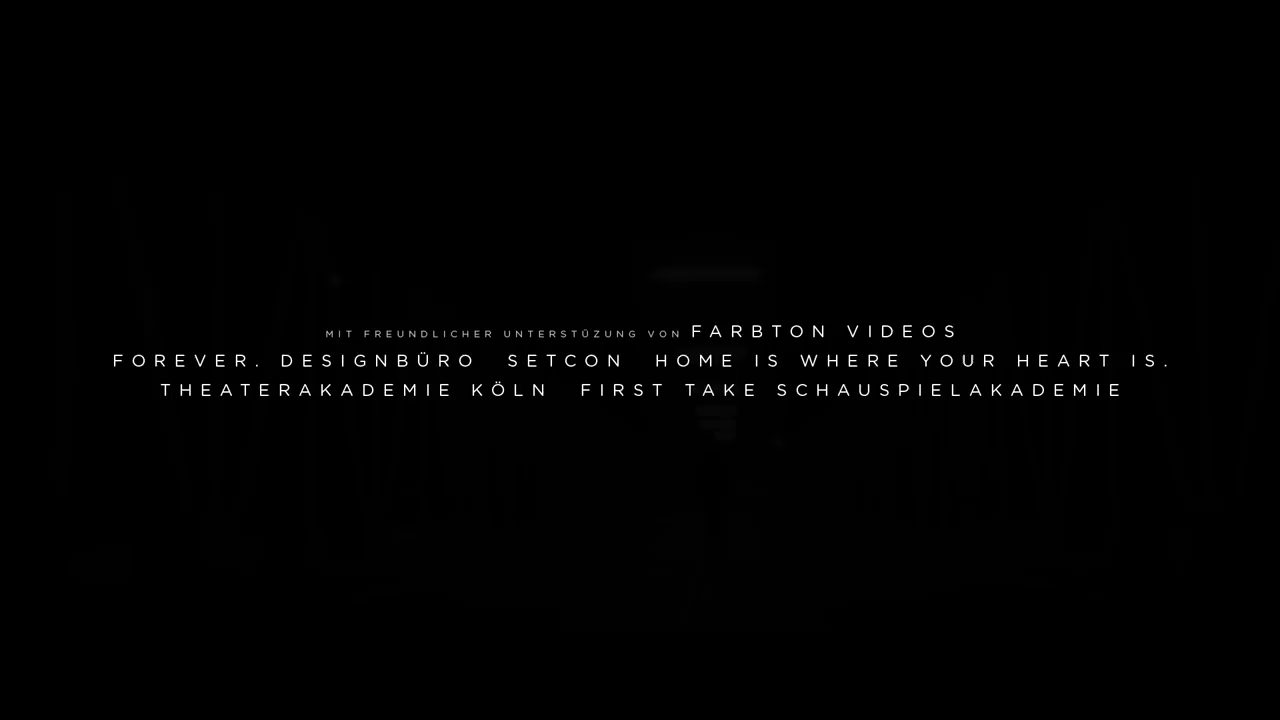 MIT FREUNDLICHER UNTERSTÜZUNG VON FARBTON VIDEOS
FOREVER. DESIGNBÜRO SETCON HOME IS WHERE YOUR HEART IS.
THEATERAKADEMIE KÖLN FIRST TAKE SCHAUSPIELAKADEMIE